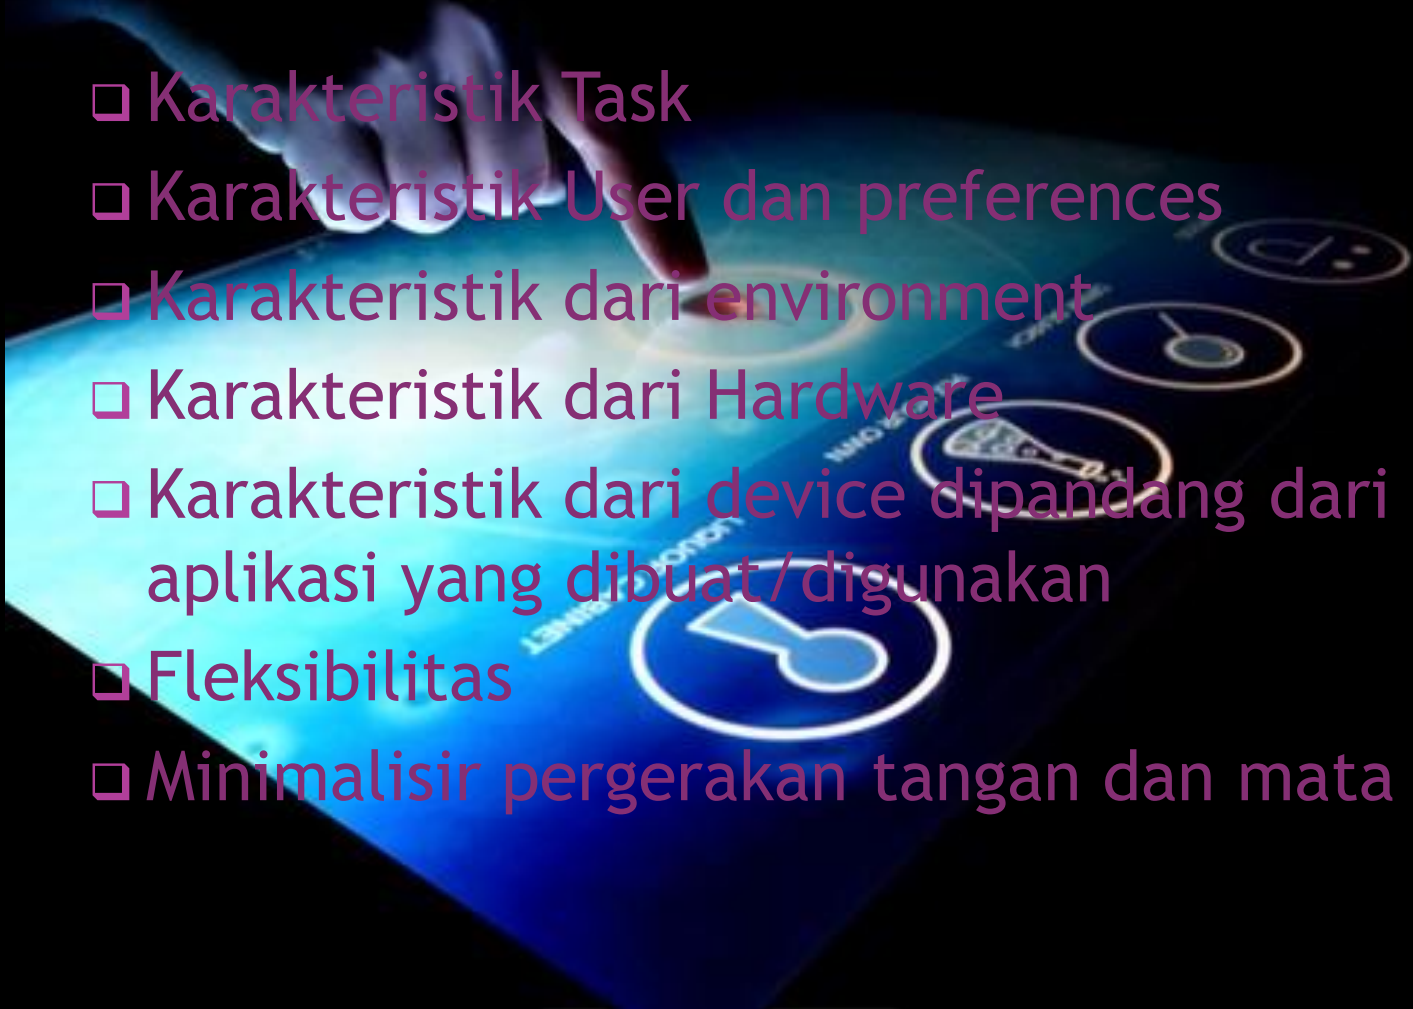 Karakteristik Task
Karakteristik User dan preferences
Karakteristik dari environment
Karakteristik dari Hardware
Karakteristik dari device dipandang dari
aplikasi yang dibuat/digunakan
Fleksibilitas
Minimalisir pergerakan tangan dan mata